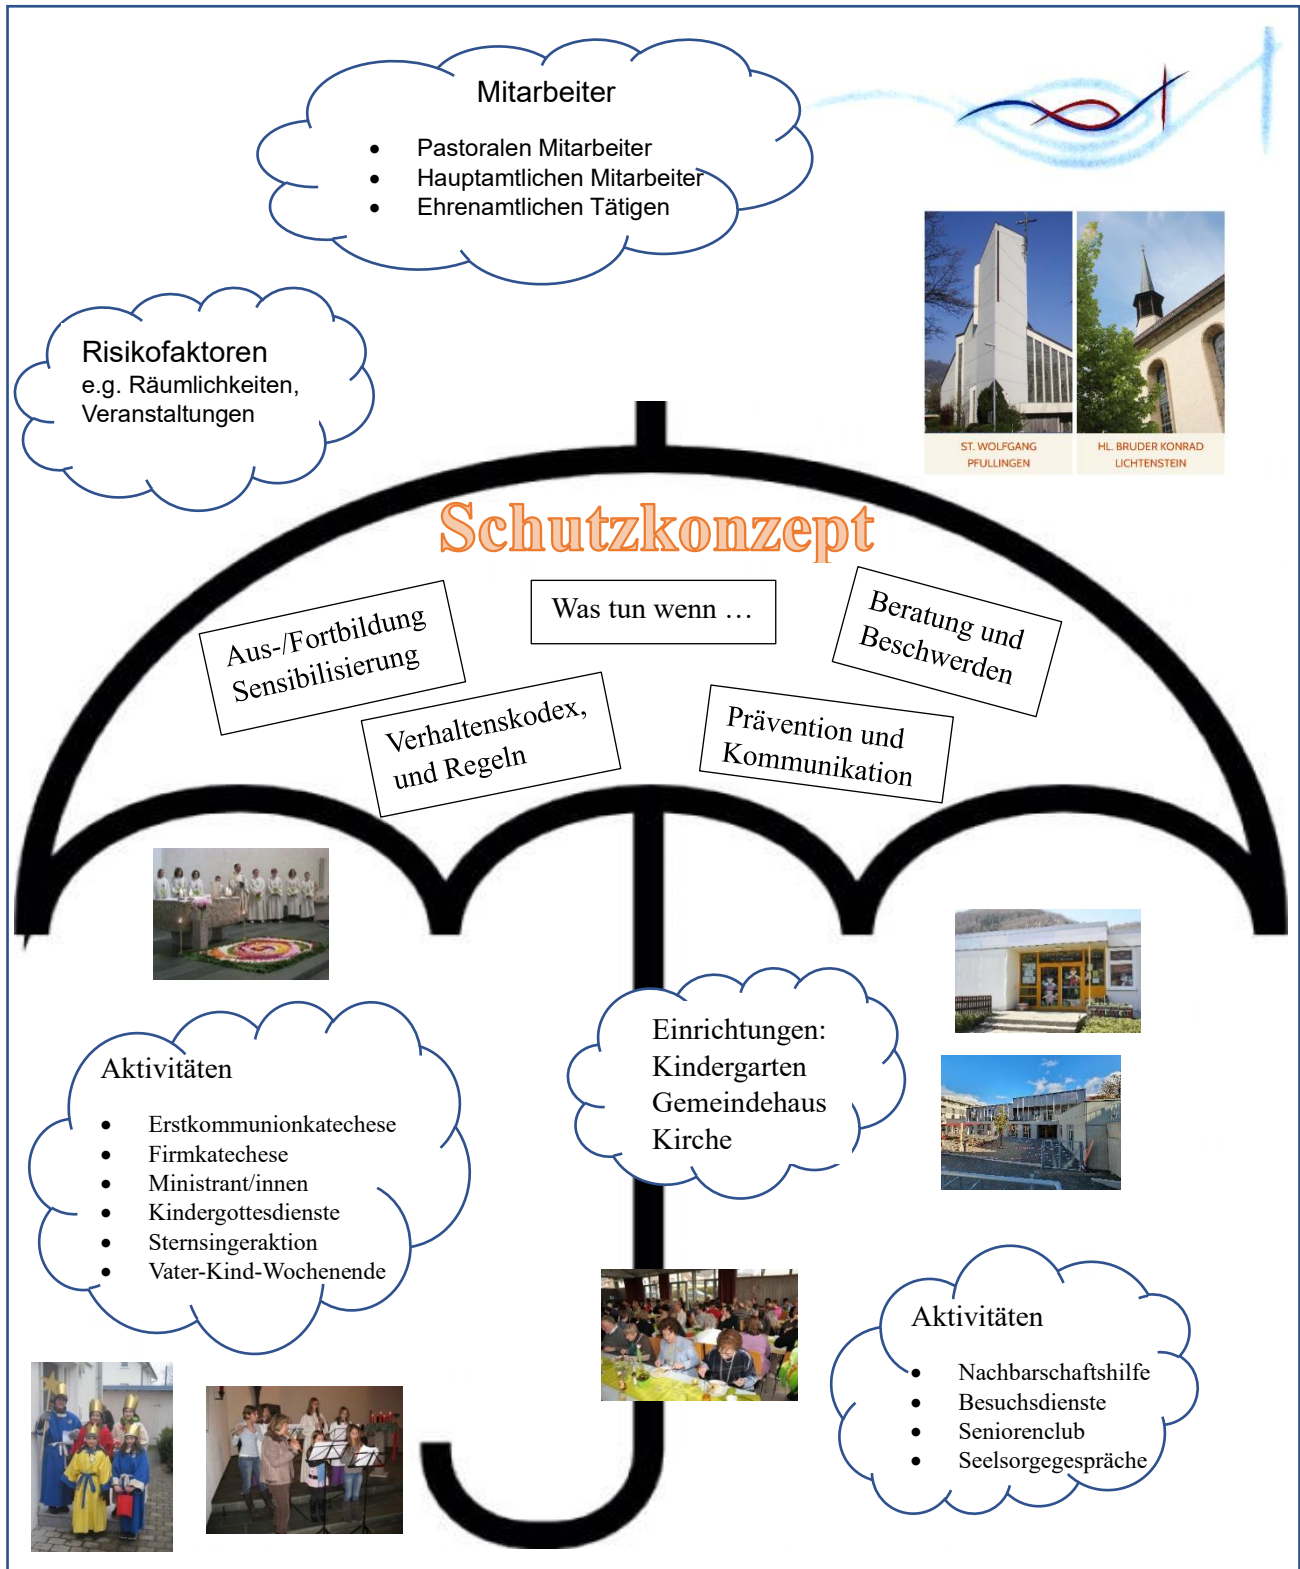 Mitarbeiter
• Pastoralen Mitarbeiter
• Hauptamtlichen Mitarbeiter
• Ehrenamtlichen Tätigen
Risikofaktoren
e.g. Räumlichkeiten,
Veranstaltungen
ST. WOLFGANG
PFULLINGEN
HL. BRUDER KONRAD
LICHTENSTEIN
Schutzkonzept
Aus-/Fortbildung
Sensibilisierung
Was tun wenn …
Beratung und
Beschwerden
Verhaltenskodex,
und Regeln
Prävention und
Kommunikation
Aktivitäten
• Erstkommunionkatechese
• Firmkatechese
• Ministrant/innen
• Kindergottesdienste
• Sternsingeraktion
• Vater-Kind-Wochenende
Einrichtungen:
Kindergarten
Gemeindehaus
Kirche
Aktivitäten
• Nachbarschaftshilfe
• Besuchsdienste
• Seniorenclub
• Seelsorgegespräche